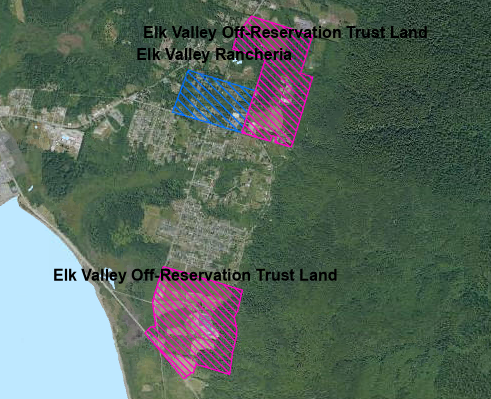 Elk Valley Off-Reservation Trust Land
Elk Valley Rancheria
Elk Valley Off-Reservation Trust Land